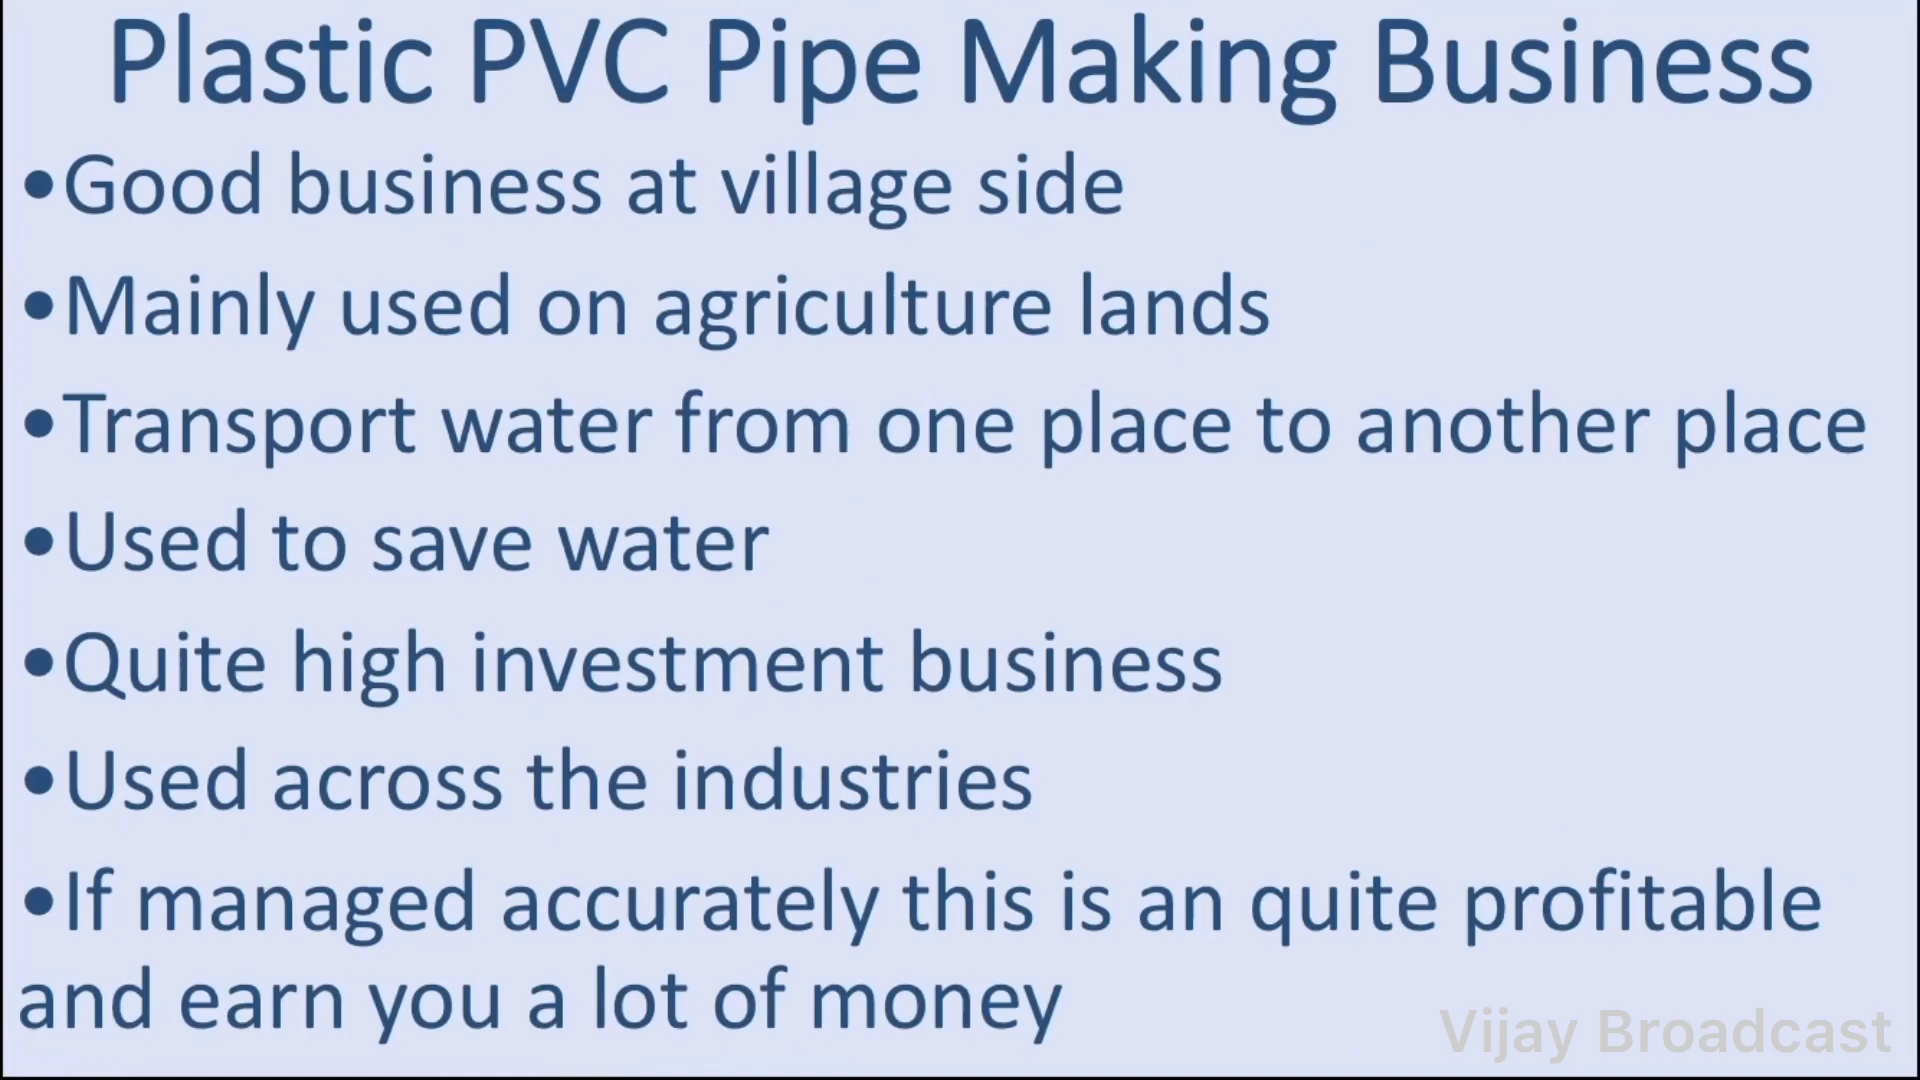 Plastic PVC Pipe Making Business
•Good business at village side
•Mainly used on agriculture lands
•Transport water from one place to another place
•Used to save water
•Quite high investment business
•Used across the industries
•If managed accurately this is an quite profitable
and earn you a lot of money
Vijay Broadcast